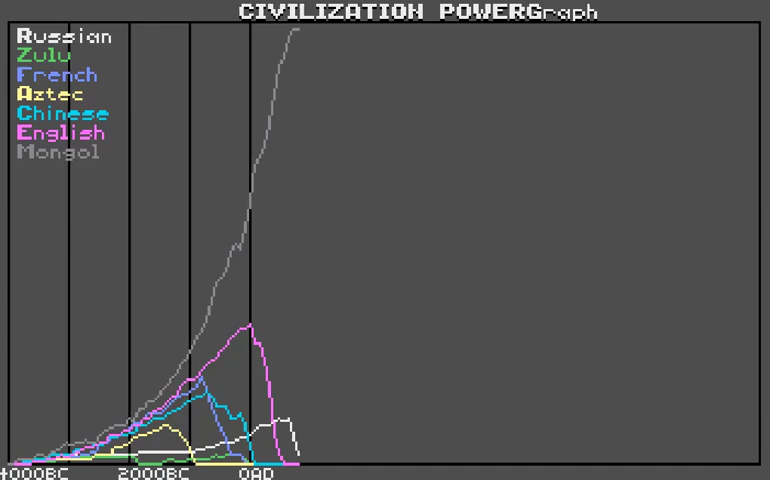 CIVILIZATION POWERGraph
Russian
Zulu
French
Aztec
Chinese
English
Mongol
4000BC 2000BC 0AD